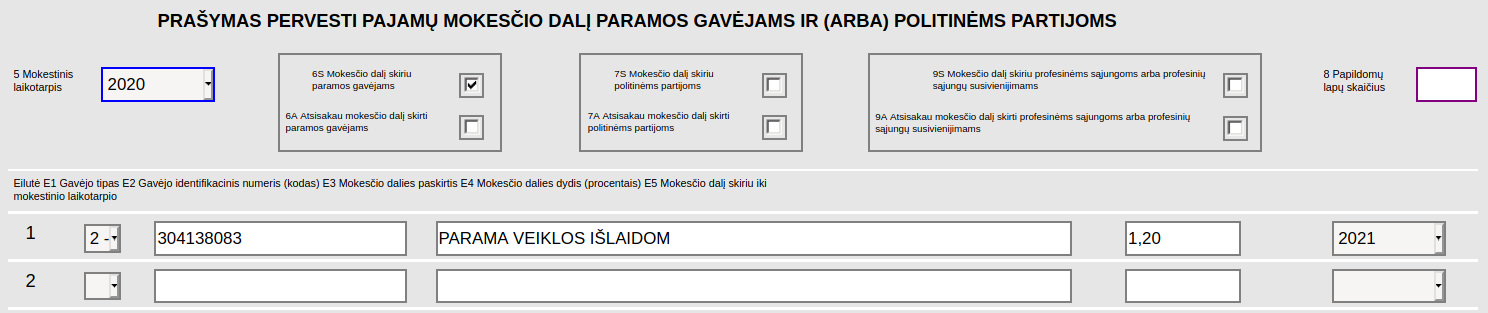 PRAŠYMAS PERVESTI PAJAMŲ MOKESČIO DALĮ PARAMOS GAVĖJAMS IR (ARBA) POLITINĖMS PARTIJOMS
5 Mokestinis
laikotarpis
2020
6S Mokesčio dalį skiriu
paramos gavėjams
6A Atsisakau mokesčio dalį skirti
paramos gavėjams
7S Mokesčio dalį skiriu
politinėms partijoms
7A Atsisakau mokesčio dalį skirti
politinėms partijoms
9S Mokesčio dalį skiriu profesinėms sąjungoms arba profesinių
sąjungų susivienijimams
9A Atsisakau mokesčio dalį skirti profesinėms sąjungoms arba profesinių
sąjungų susivienijimams
8 Papildomų
lapų skaičius
Eilutė E1 Gavėjo tipas E2 Gavėjo identifikacinis numeris (kodas) E3 Mokesčio dalies paskirtis E4 Mokesčio dalies dydis (procentais) E5 Mokesčio dalį skiriu iki
mokestinio laikotarpio
1 2 - 304138083 PARAMA VEIKLOS IŠLAIDOM 1,20 2021
2